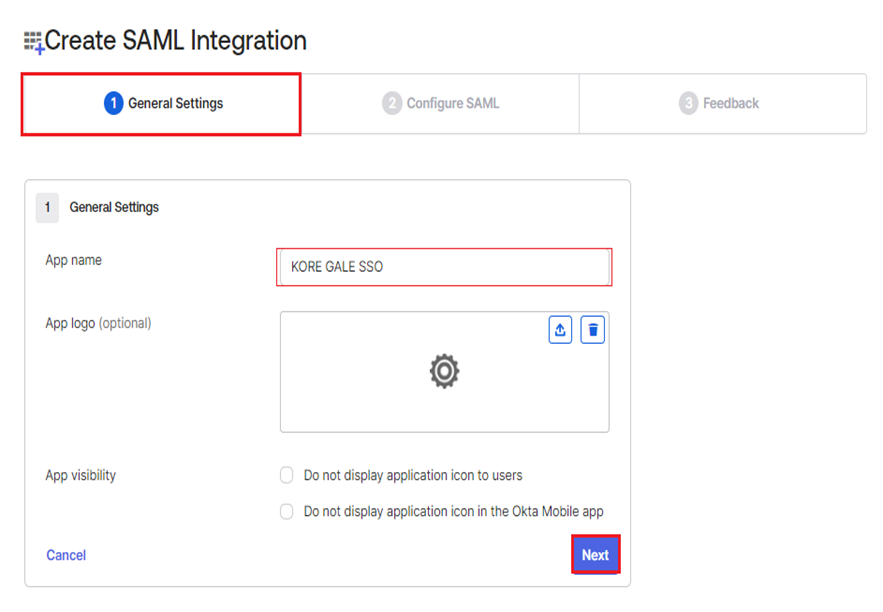 Create SAML Integration
1 General Settings
2 Configure SAML
3 Feedback
1 General Settings
App name
KORE GALE SSO
App logo (optional)
App visibility
Do not display application icon to users
Do not display application icon in the Okta Mobile app
Cancel
Next